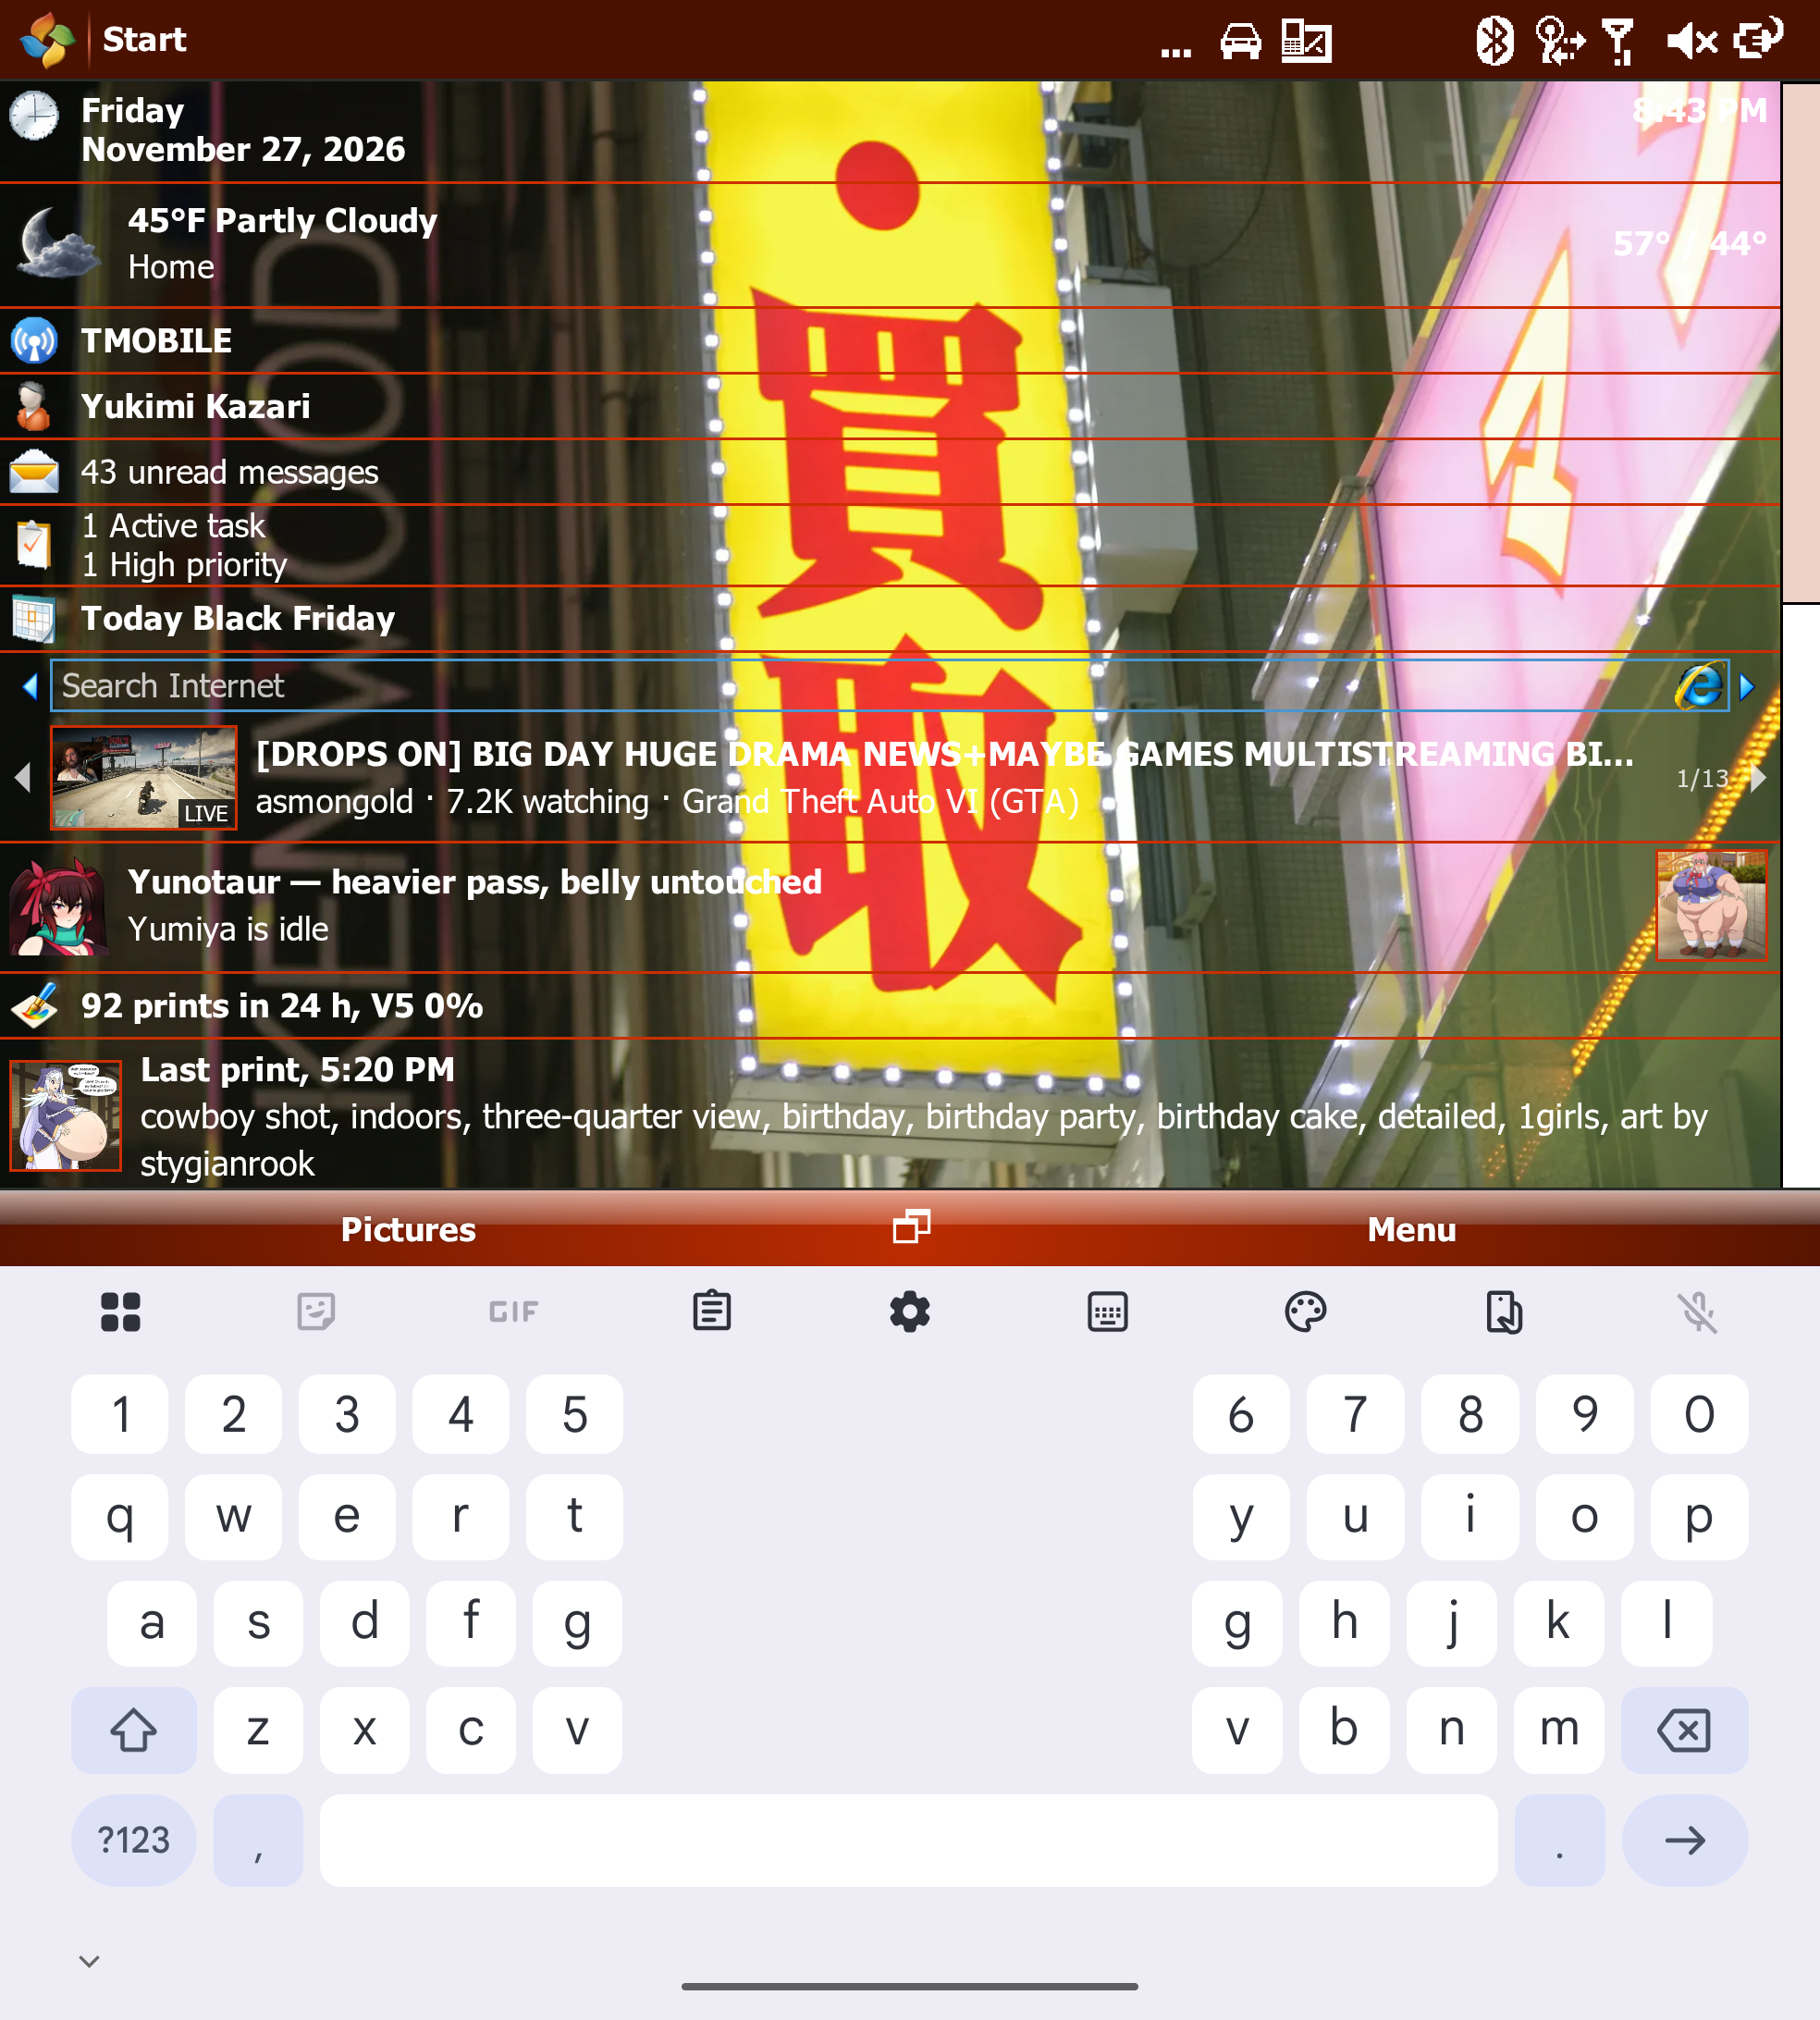 Start
...
Friday
November 27, 2026
8:43 PM
45°F Partly Cloudy
Home
57° / 44°
TMOBILE
Yukimi Kazari
43 unread messages
1 Active task
1 High priority
Today Black Friday
Search Internet
[DROPS ON] BIG DAY HUGE DRAMA NEWS+MAYBE GAMES MULTISTREAMING BI...
asmongold · 7.2K watching · Grand Theft Auto VI (GTA)
1/13
LIVE
Yunotaur — heavier pass, belly untouched
Yumiya is idle
92 prints in 24 h, V5 0%
Last print, 5:20 PM
cowboy shot, indoors, three-quarter view, birthday, birthday party, birthday cake, detailed, 1girls, art by
stygianrook
KENWOOD
買取
Pictures
Menu
GIF
1 2 3 4 5 6 7 8 9 0
q w e r t y u i o p
a s d f g g h j k l
z x c v v b n m
?123 , .